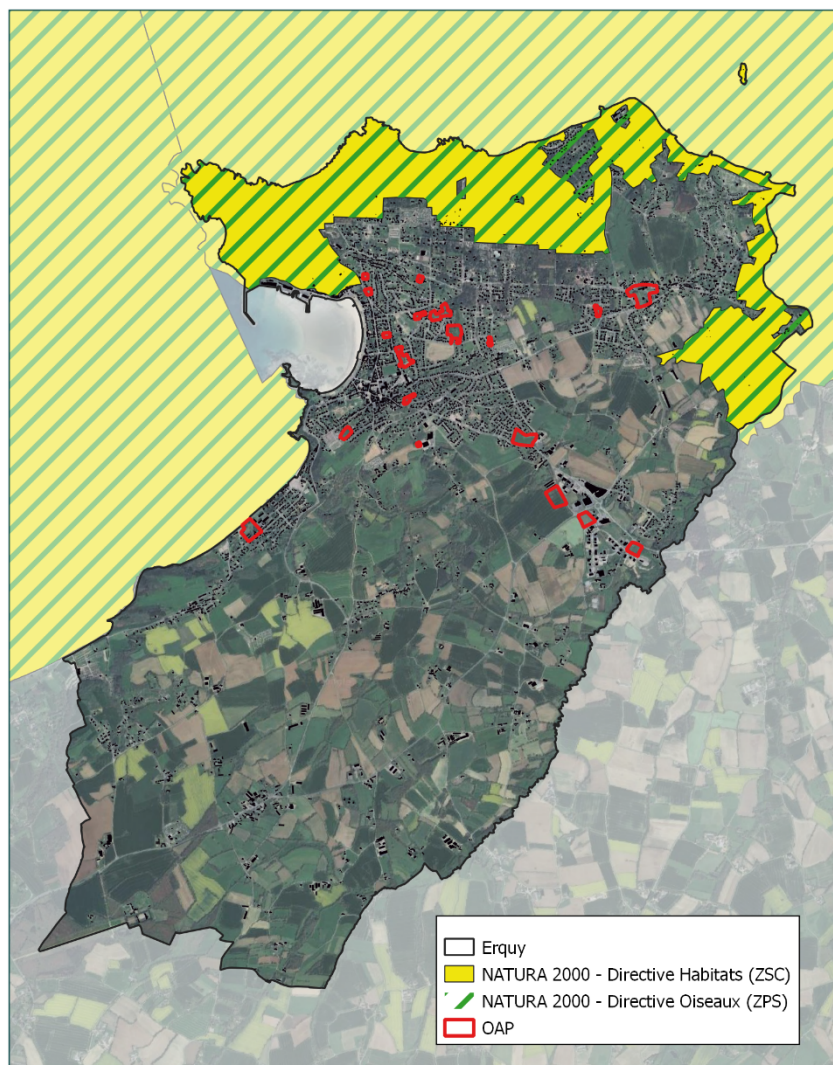 Erquy
NATURA 2000 - Directive Habitats (ZSC)
NATURA 2000 - Directive Oiseaux (ZPS)
OAP